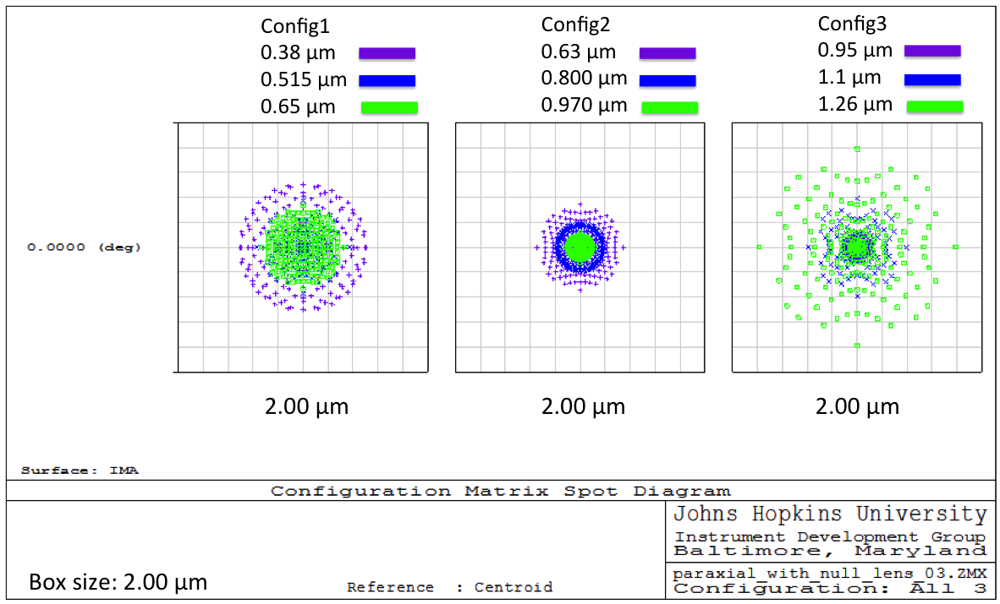 Config1
0.38 µm
0.515 µm
0.65 µm
Config2
0.63 µm
0.800 µm
0.970 µm
Config3
0.95 µm
1.1 µm
1.26 µm
0.0000 (deg)
2.00 µm
2.00 µm
2.00 µm
Surface: IMA
Configuration Matrix Spot Diagram
Box size: 2.00 µm
Reference : Centroid
Johns Hopkins University
Instrument Development Group
Baltimore, Maryland
paraxial_with_null_lens_03.ZMX
Configuration: All 3